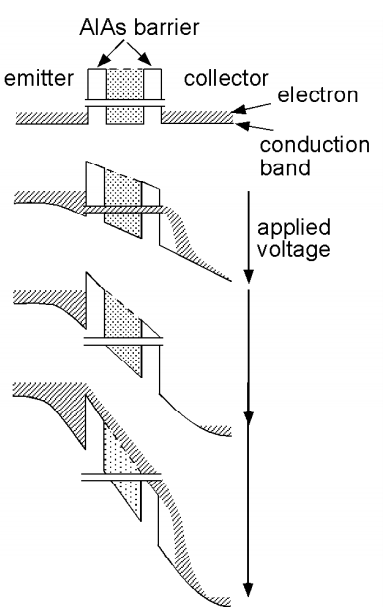 AlAs barrier
emitter
collector
electron
conduction
band
applied
voltage